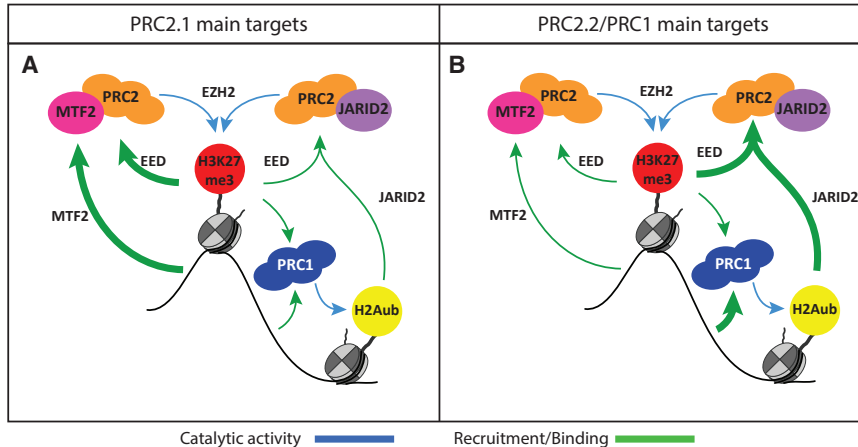 PRC2.1 main targets
PRC2.2/PRC1 main targets
A
MTF2
PRC2
EZH2
PRC2
JARID2
EED
H3K27
me3
EED
MTF2
JARID2
PRC1
H2Aub
B
MTF2
PRC2
EZH2
PRC2
JARID2
EED
H3K27
me3
EED
MTF2
JARID2
PRC1
H2Aub
Catalytic activity
Recruitment/Binding